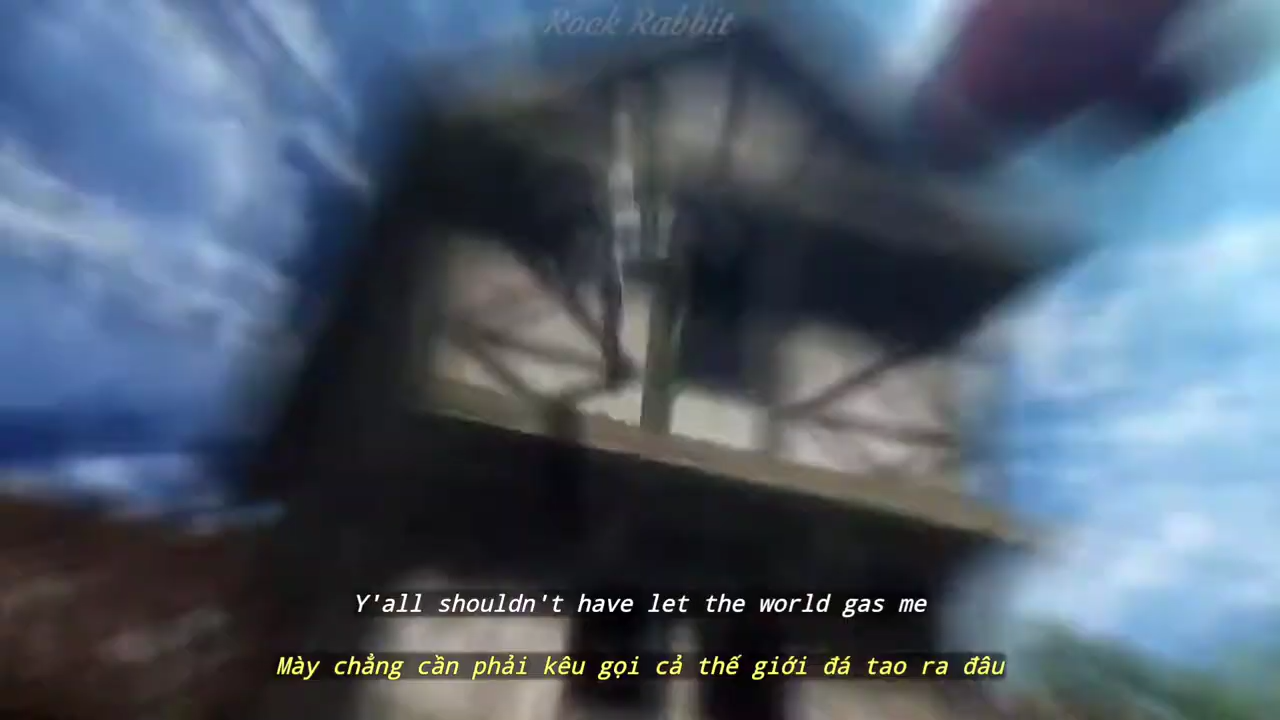 Rock Rabbit
Y'all shouldn't have let the world gas me
Mày chẳng cần phải kêu gọi cả thế giới đá tao ra đâu